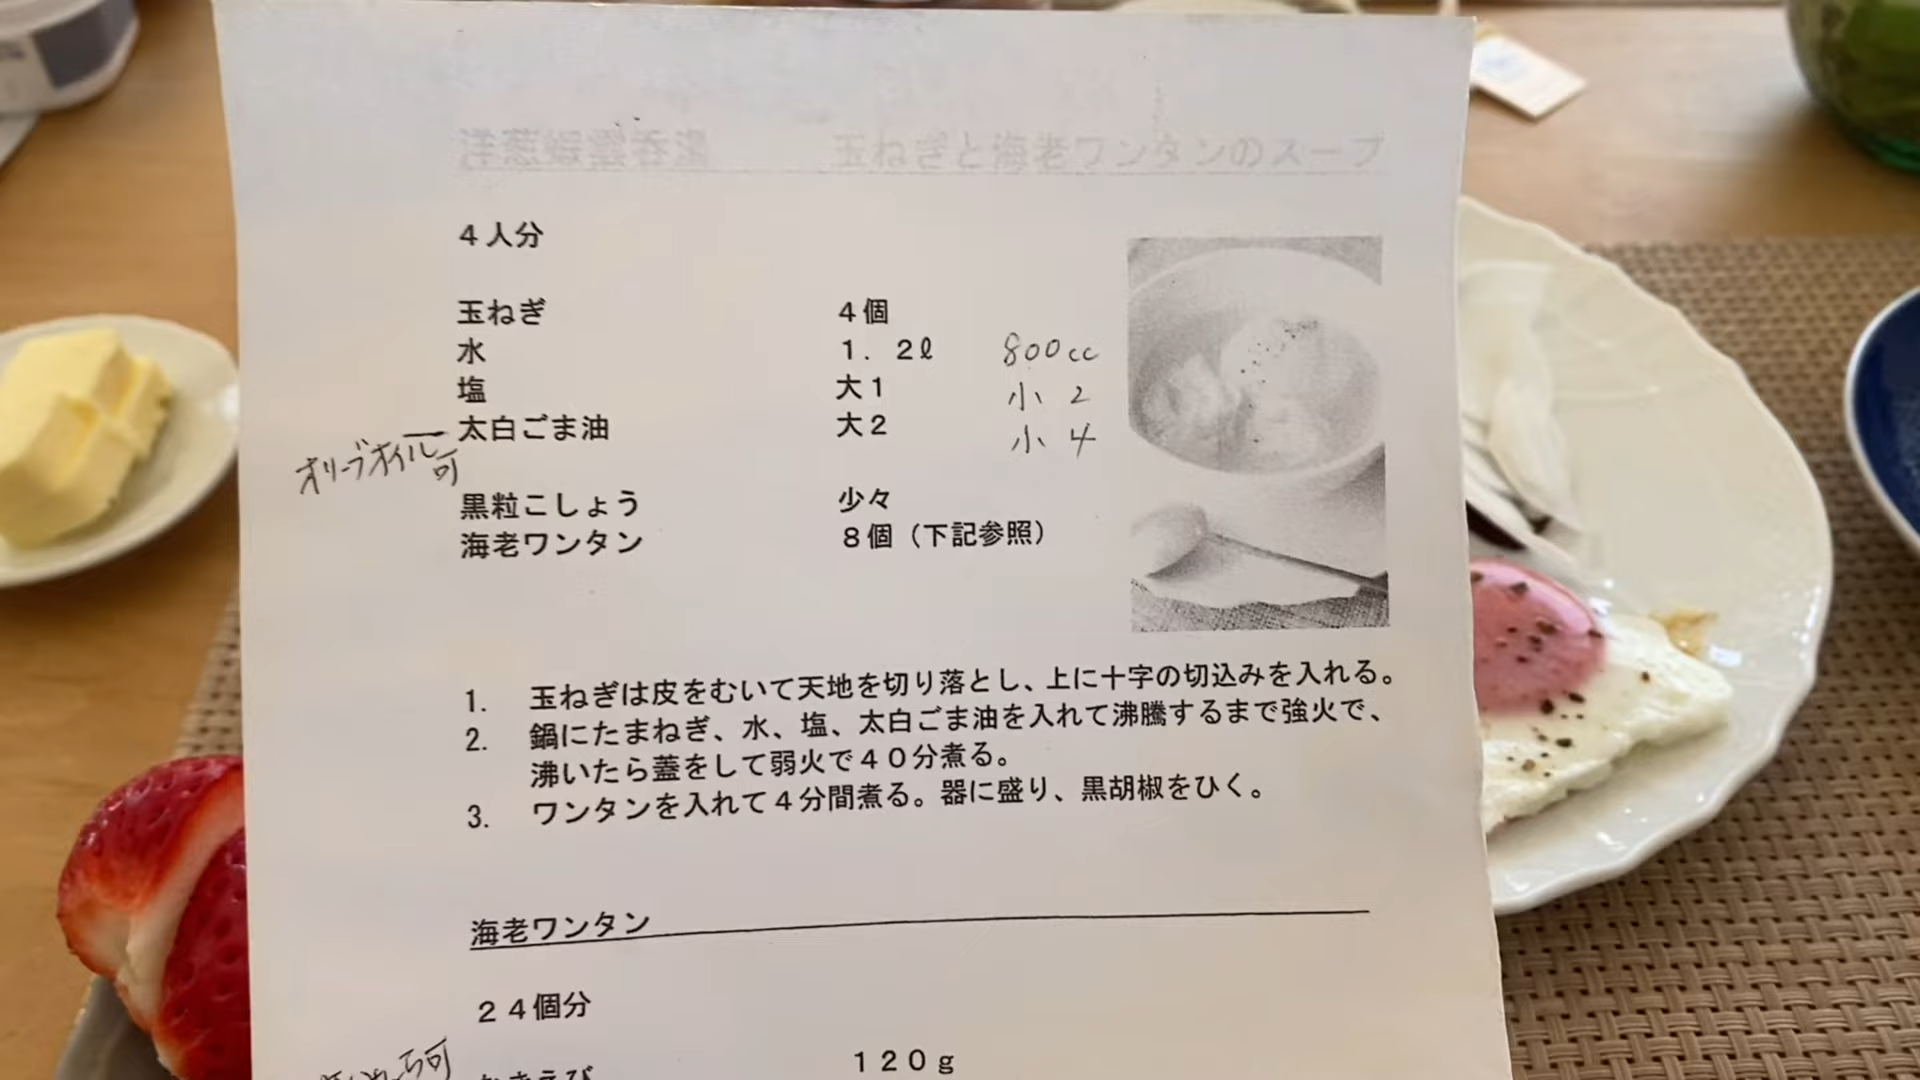 洋葱蝦雲呑湯　玉ねぎと海老ワンタンのスープ
４人分
玉ねぎ　４個
水　１．２ℓ　800cc
塩　大１　小 2
太白ごま油　大２　小 4
オリーブオイル可
黒粒こしょう　少々
海老ワンタン　８個（下記参照）
1.　玉ねぎは皮をむいて天地を切り落とし、上に十字の切込みを入れる。
2.　鍋にたまねぎ、水、塩、太白ごま油を入れて沸騰するまで強火で、
沸いたら蓋をして弱火で４０分煮る。
3.　ワンタンを入れて４分間煮る。器に盛り、黒胡椒をひく。
海老ワンタン
２４個分
１２０ｇ